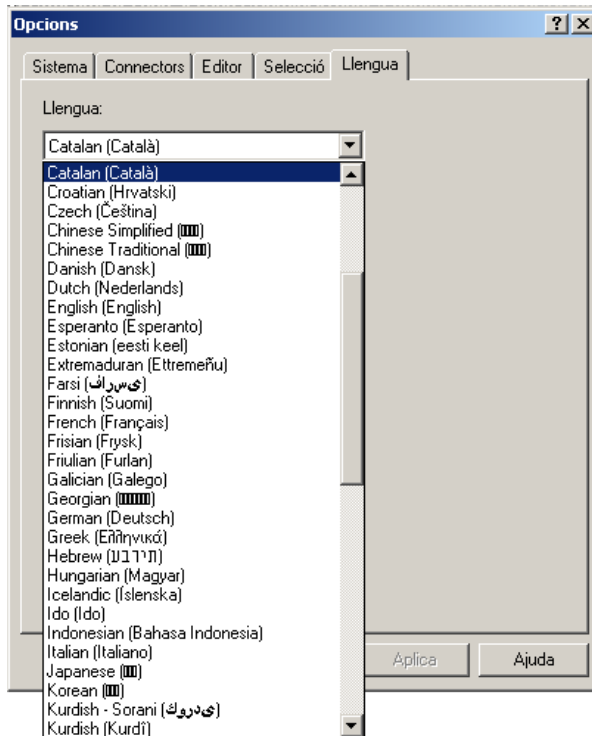 Opcions
Sistema Connectors Editor Selecció Llengua
Llengua:
Catalan (Català)
Catalan (Català)
Croatian (Hrvatski)
Czech (Čeština)
Chinese Simplified
Chinese Traditional
Danish (Dansk)
Dutch (Nederlands)
English (English)
Esperanto (Esperanto)
Estonian (eesti keel)
Extremaduran (Ettremeñu)
Farsi (ىسراف)
Finnish (Suomi)
French (Français)
Frisian (Frysk)
Friulian (Furlan)
Galician (Galego)
Georgian
German (Deutsch)
Greek (Ελληνικά)
Hebrew (תירבע)
Hungarian (Magyar)
Icelandic (Íslenska)
Ido (Ido)
Indonesian (Bahasa Indonesia)
Italian (Italiano)
Japanese
Korean
Kurdish - Sorani (ىدروك)
Kurdish (Kurdî)
Aplica Ajuda